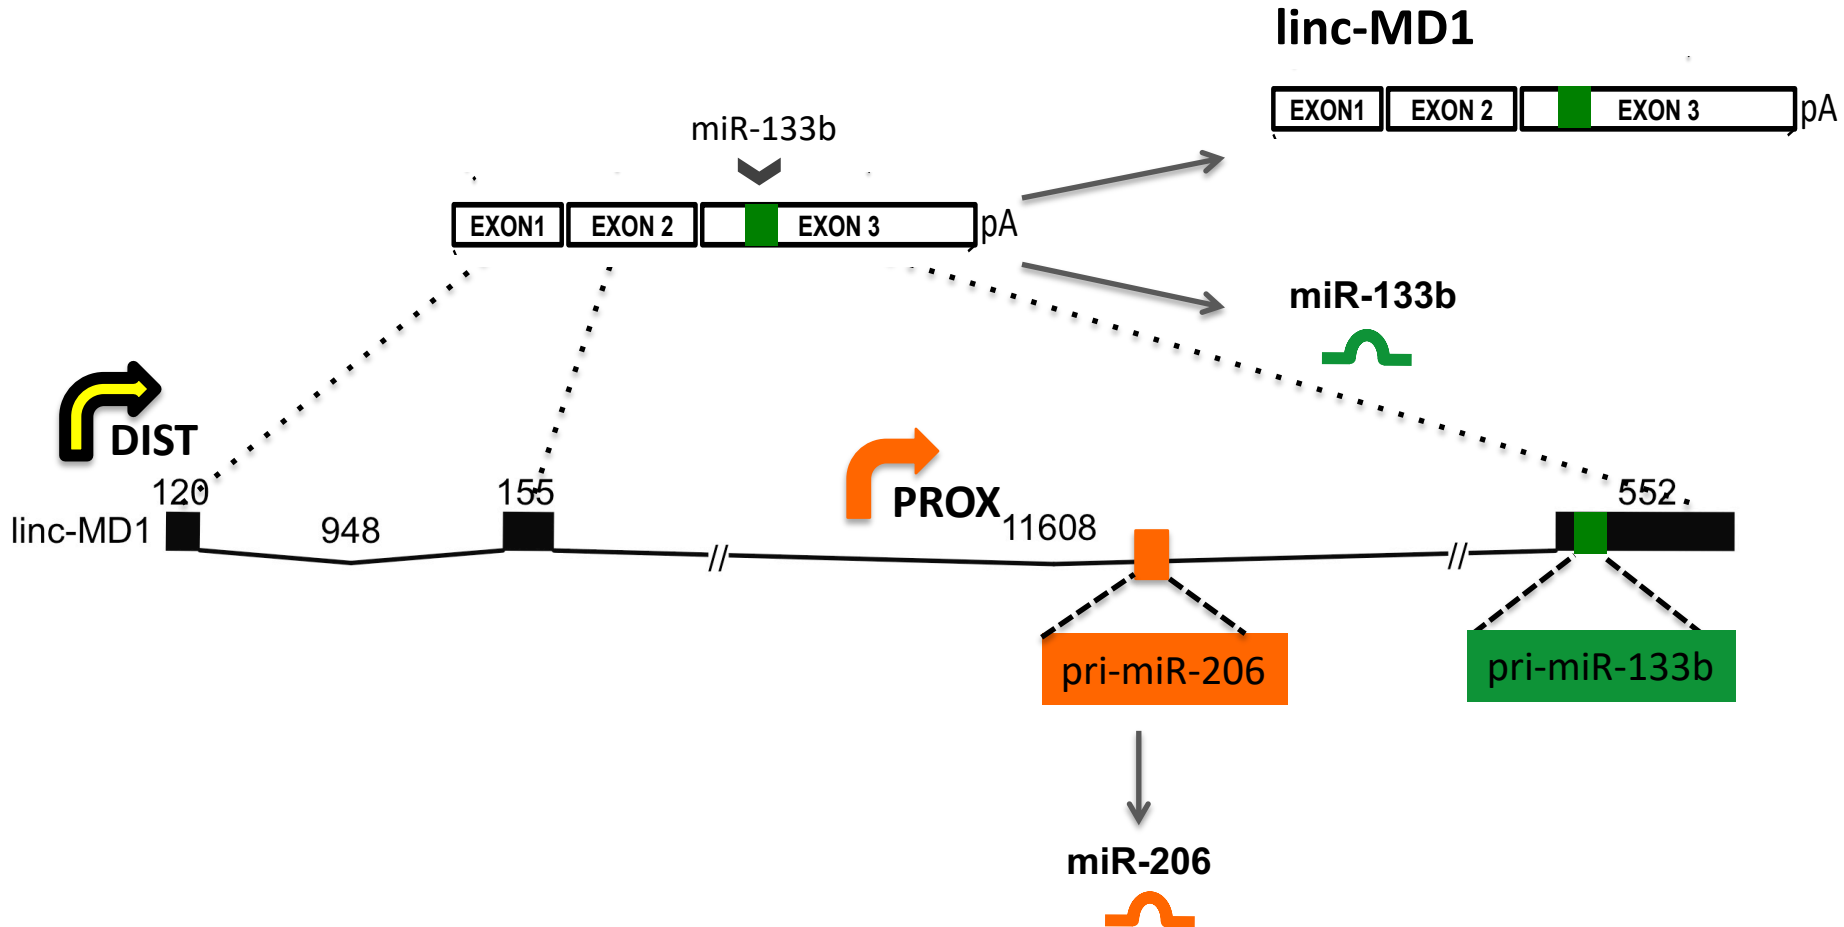 linc-MD1
EXON1 EXON 2 EXON 3 pA
miR-133b
EXON1 EXON 2 EXON 3 pA
miR-133b
DIST
PROX
120 155 552
linc-MD1 948 11608
//
//
pri-miR-206 pri-miR-133b
miR-206